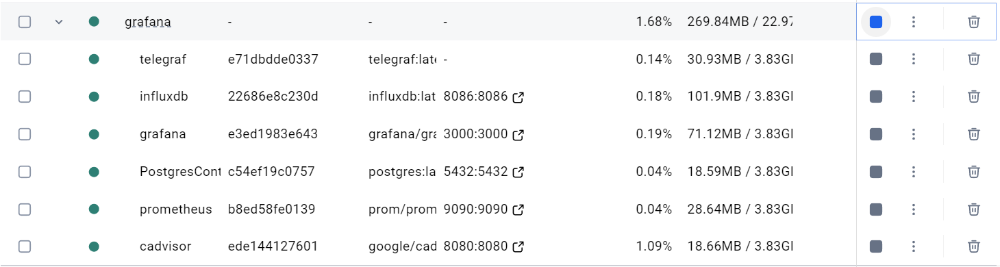 grafana - - - 1.68% 269.84MB / 22.97
telegraf e71dbdde0337 telegraf:late - 0.14% 30.93MB / 3.83GI
influxdb 22686e8c230d influxdb:lat 8086:8086 0.18% 101.9MB / 3.83GI
grafana e3ed1983e643 grafana/gra 3000:3000 0.19% 71.12MB / 3.83GI
PostgresCont c54ef19c0757 postgres:la 5432:5432 0.04% 18.59MB / 3.83GI
prometheus b8ed58fe0139 prom/prom 9090:9090 0.04% 28.64MB / 3.83GI
cadvisor ede144127601 google/cad 8080:8080 1.09% 18.66MB / 3.83GI